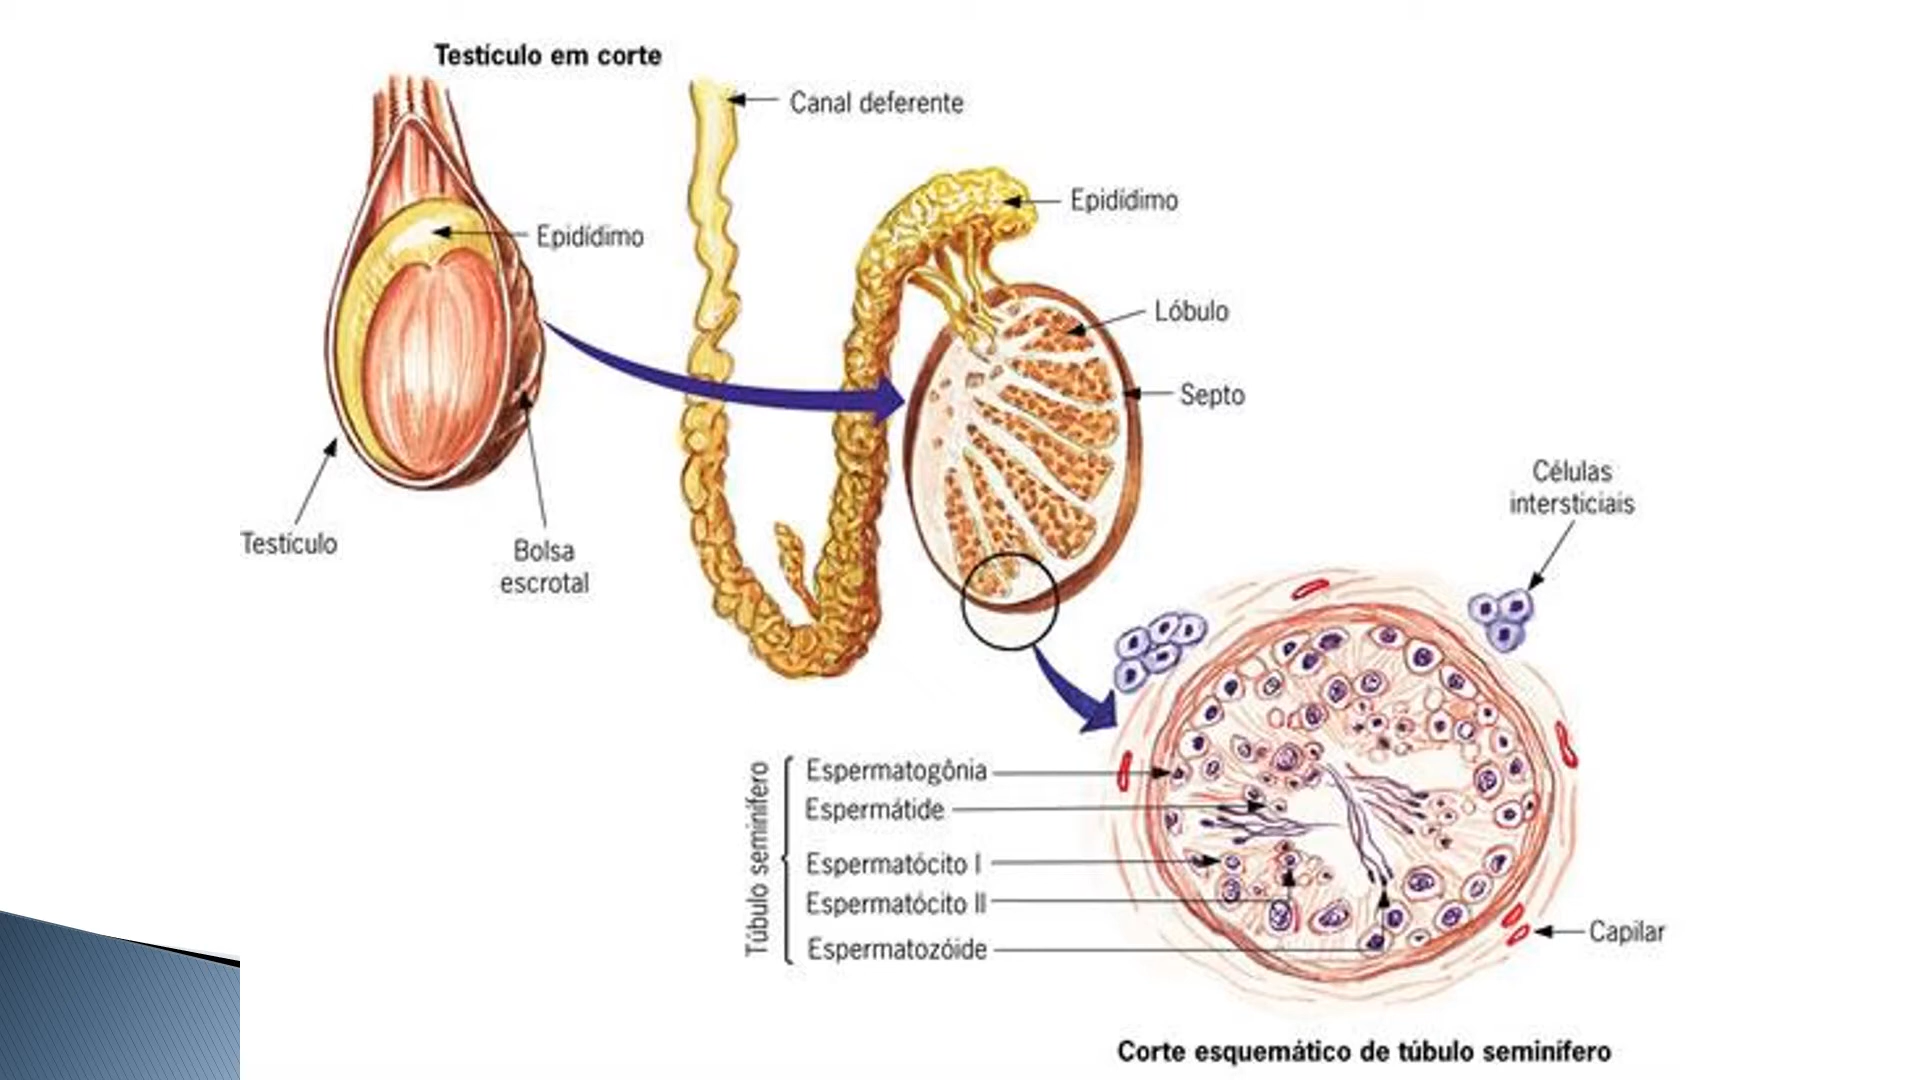 Testículo em corte
Canal deferente
Epidídimo
Epidídimo
Lóbulo
Septo
Células
intersticiais
Testículo
Bolsa
escrotal
Túbulo seminífero
Espermatogônia
Espermátide
Espermatócito I
Espermatócito II
Espermatozóide
Capilar
Corte esquemático de túbulo seminífero